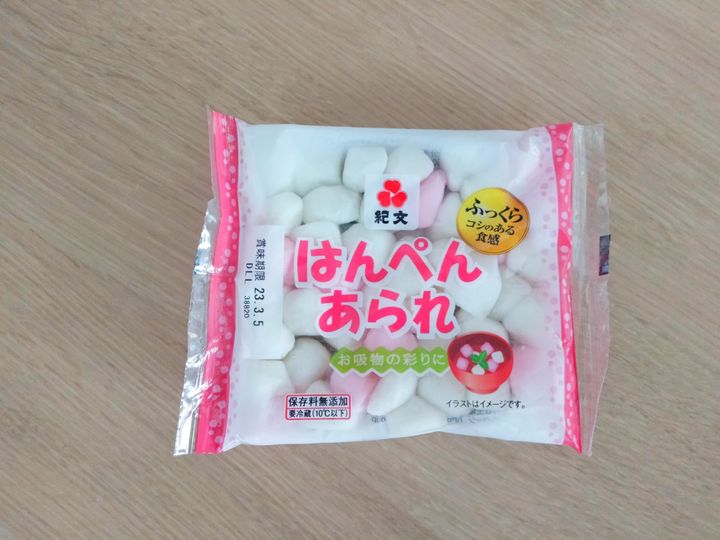 紀文
ふっくら
コシのある
食感
はんぺん
あられ
お吸物の彩りに
賞味期限 23.3.5
DEL 38820
保存料無添加
要冷蔵(10℃以下)
イラストはイメージです。